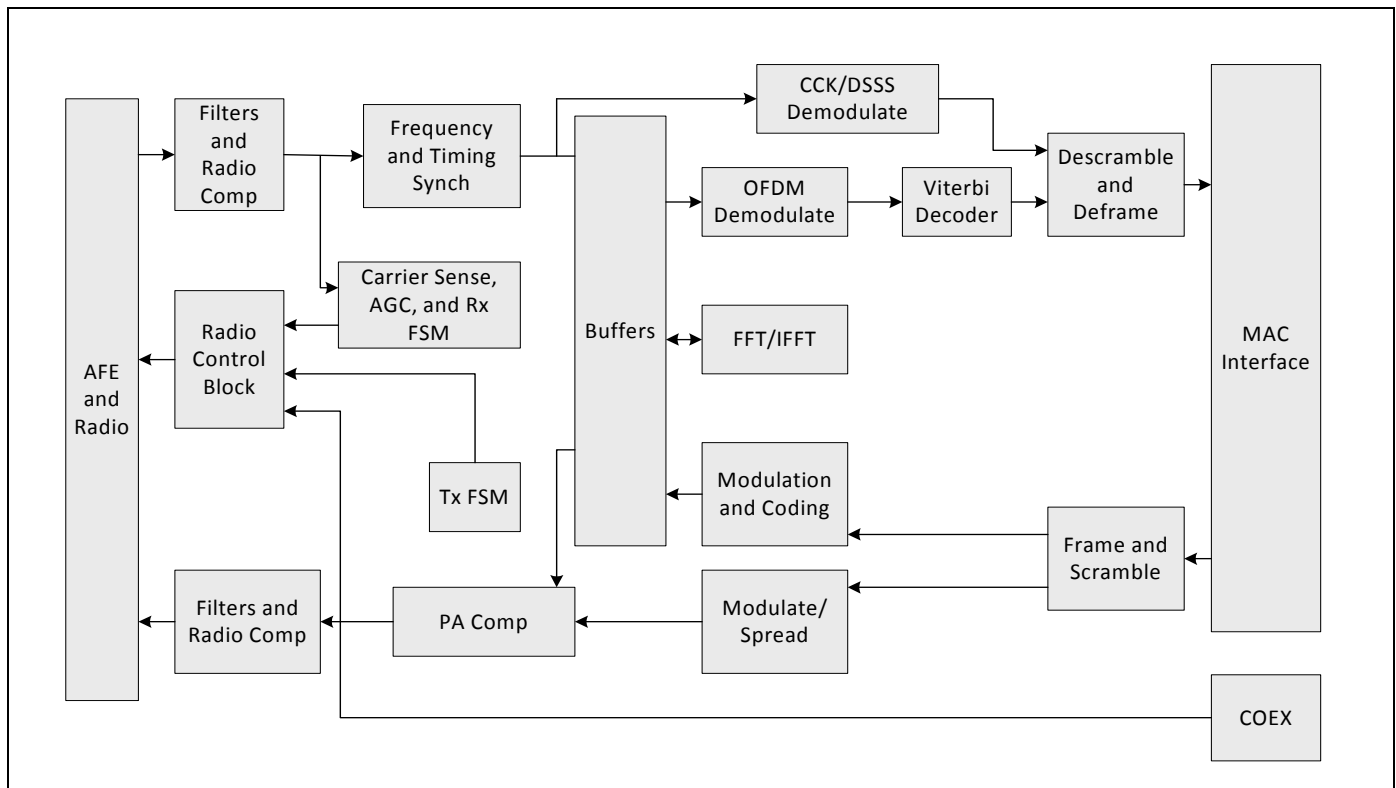 Filters
and
Radio
Comp
Frequency
and Timing
Synch
CCK/DSSS
Demodulate
OFDM
Demodulate
Viterbi
Decoder
Descramble
and
Deframe
AFE
and
Radio
Radio
Control
Block
Carrier Sense,
AGC, and Rx
FSM
Buffers
FFT/IFFT
MAC
Interface
Tx FSM
Modulation
and Coding
Frame and
Scramble
Filters and
Radio Comp
PA Comp
Modulate/
Spread
COEX